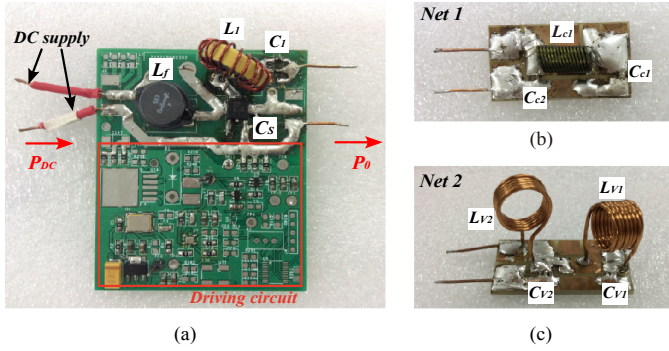 DC supply
L1
C1
Lf
CS
PDC
P0
Driving circuit
(a)
Net 1
Lc1
Cc1
Cc2
(b)
Net 2
LV2
LV1
CV2
CV1
(c)